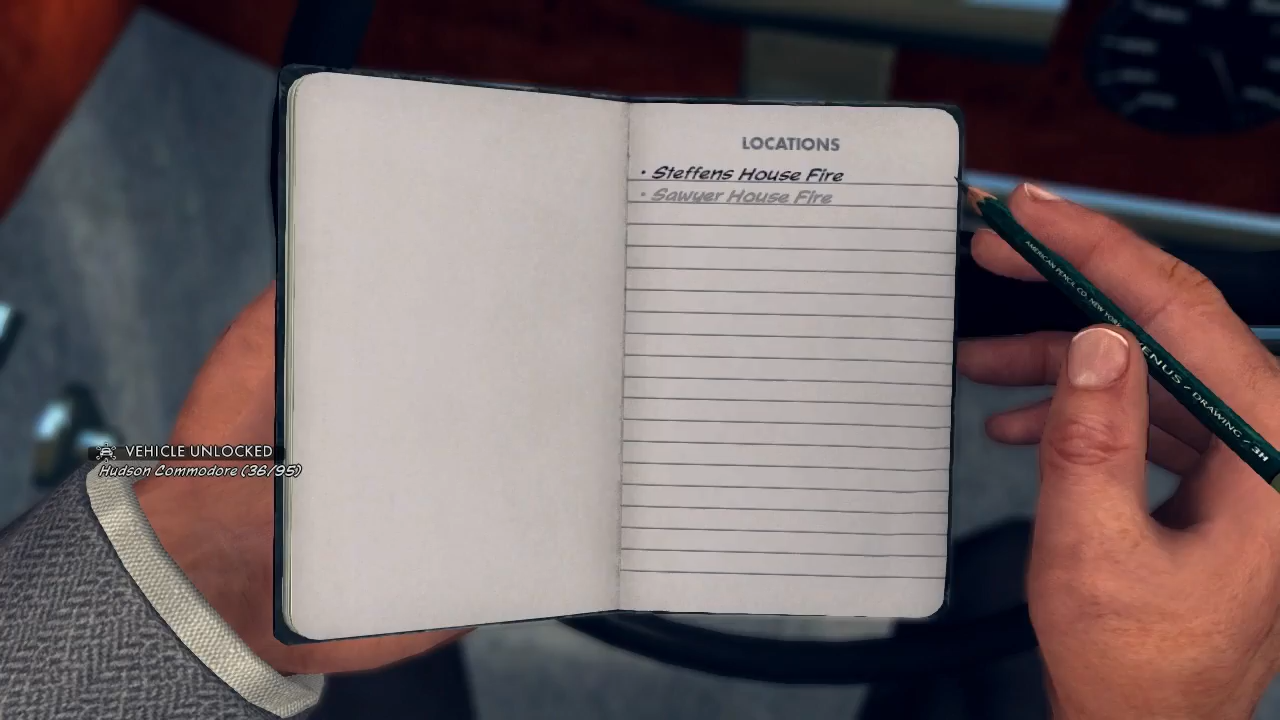 LOCATIONS
• Steffens House Fire
• Sawyer House Fire
AMERICAN PENCIL CO. NEW YORK
VENUS / DRAWING - 3H
VEHICLE UNLOCKED
Hudson Commodore (36/95)